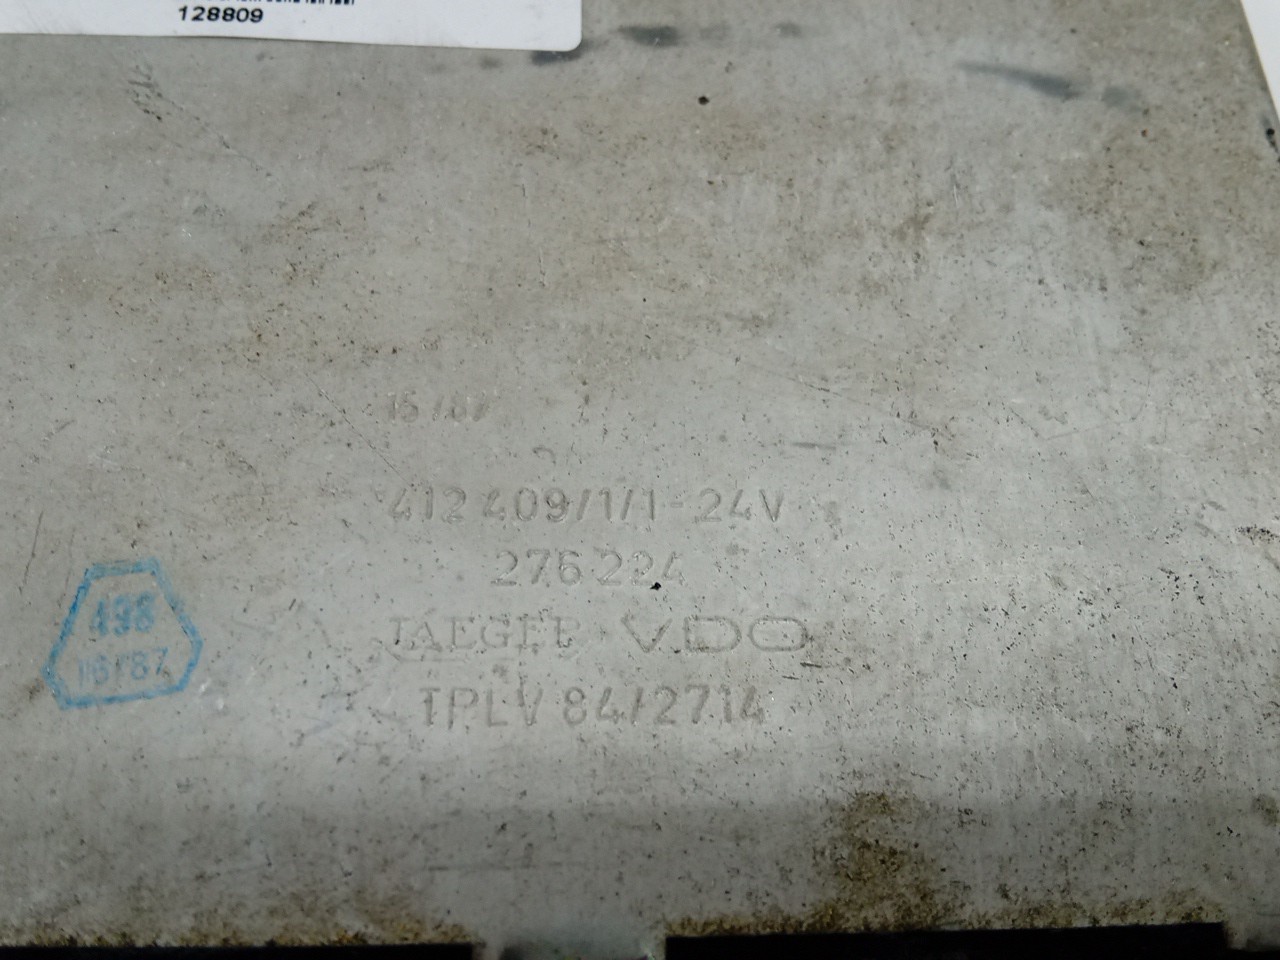 128809
15/87
412 409/1/1-24V
276 224
JAEGER VDO
TPLV 84/2714
498
16/87